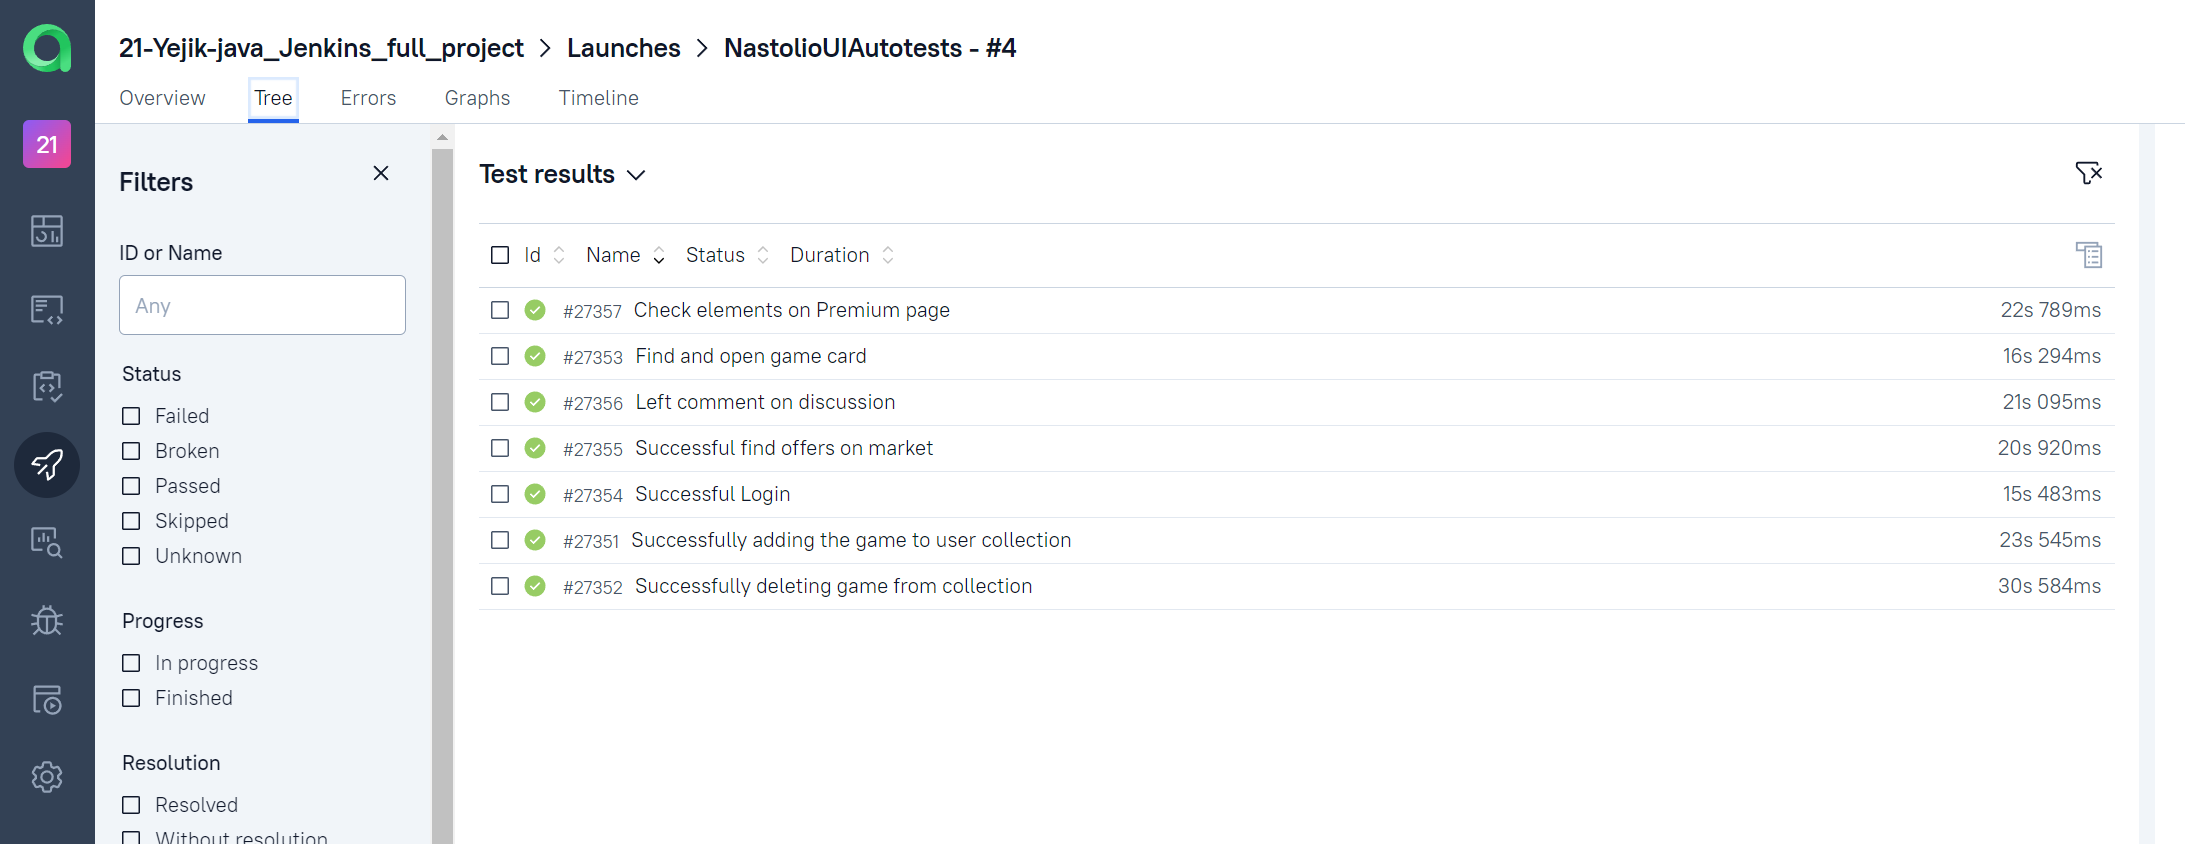 21-Yejik-java_Jenkins_full_project > Launches > NastolioUIAutotests - #4
Overview Tree Errors Graphs Timeline
21
Filters
ID or Name
Any
Status
Failed
Broken
Passed
Skipped
Unknown
Progress
In progress
Finished
Resolution
Resolved
Without resolution
Test results
Id Name Status Duration
#27357 Check elements on Premium page 22s 789ms
#27353 Find and open game card 16s 294ms
#27356 Left comment on discussion 21s 095ms
#27355 Successful find offers on market 20s 920ms
#27354 Successful Login 15s 483ms
#27351 Successfully adding the game to user collection 23s 545ms
#27352 Successfully deleting game from collection 30s 584ms